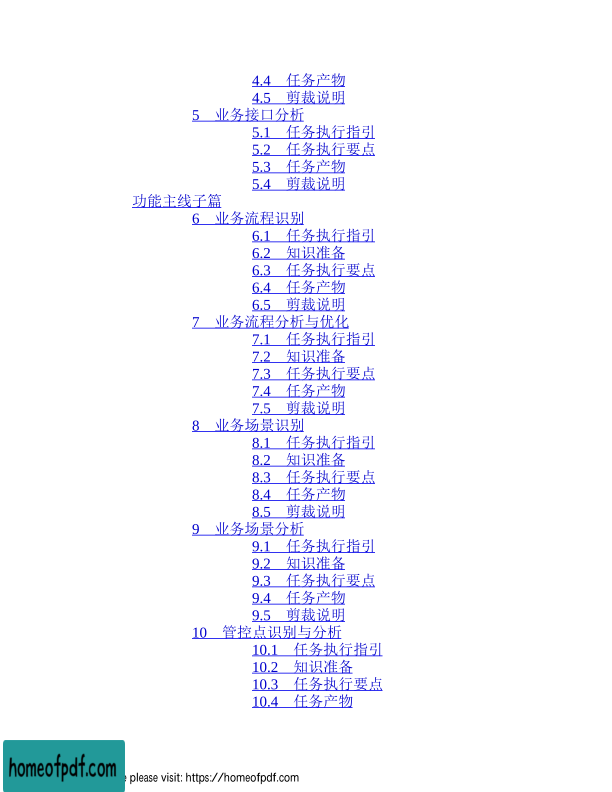 4.4　任务产物
4.5　剪裁说明
5　业务接口分析
5.1　任务执行指引
5.2　任务执行要点
5.3　任务产物
5.4　剪裁说明
功能主线子篇
6　业务流程识别
6.1　任务执行指引
6.2　知识准备
6.3　任务执行要点
6.4　任务产物
6.5　剪裁说明
7　业务流程分析与优化
7.1　任务执行指引
7.2　知识准备
7.3　任务执行要点
7.4　任务产物
7.5　剪裁说明
8　业务场景识别
8.1　任务执行指引
8.2　知识准备
8.3　任务执行要点
8.4　任务产物
8.5　剪裁说明
9　业务场景分析
9.1　任务执行指引
9.2　知识准备
9.3　任务执行要点
9.4　任务产物
9.5　剪裁说明
10　管控点识别与分析
10.1　任务执行指引
10.2　知识准备
10.3　任务执行要点
10.4　任务产物
homeofpdf.com
please visit: https://homeofpdf.com